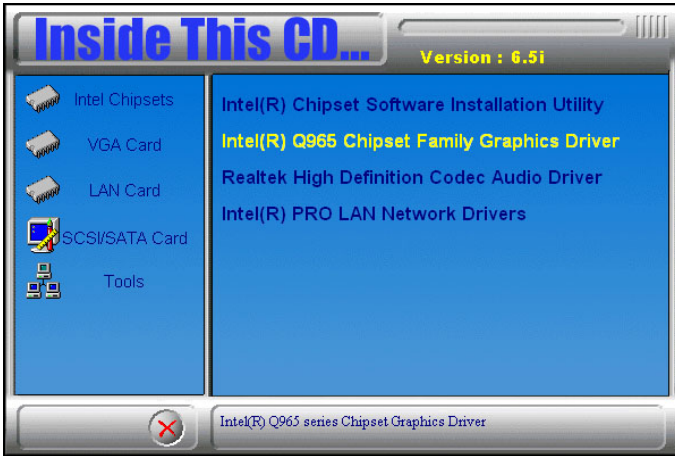 Inside This CD...
Version : 6.5i
Intel Chipsets
VGA Card
LAN Card
SCSI/SATA Card
Tools
Intel(R) Chipset Software Installation Utility
Intel(R) Q965 Chipset Family Graphics Driver
Realtek High Definition Codec Audio Driver
Intel(R) PRO LAN Network Drivers
Intel(R) Q965 series Chipset Graphics Driver